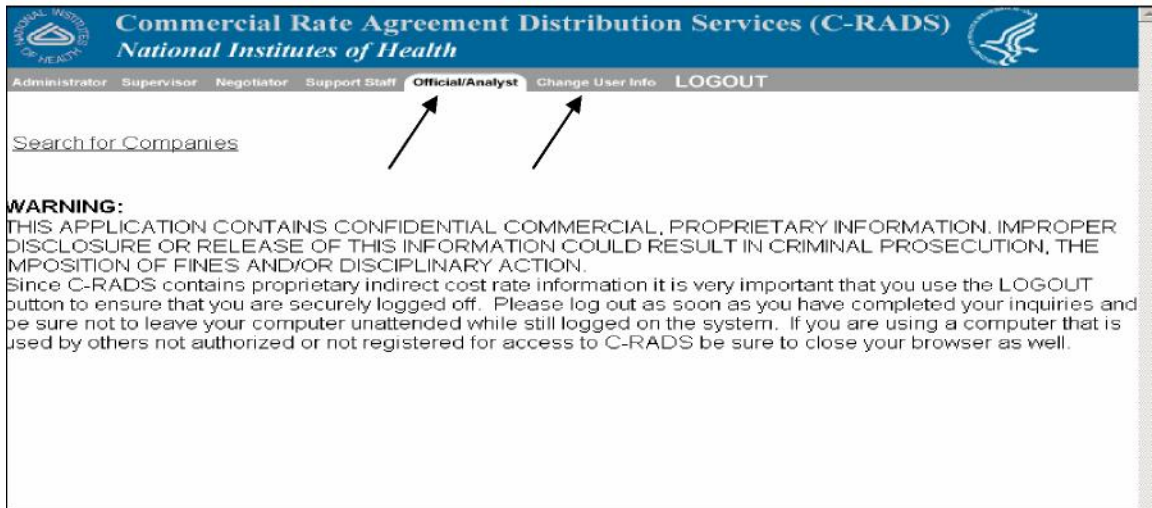 Commercial Rate Agreement Distribution Services (C-RADS)
National Institutes of Health
NATIONAL INSTITUTES OF HEALTH
Administrator Supervisor Negotiator Support Staff Official/Analyst Change User Info LOGOUT
Search for Companies
WARNING:
THIS APPLICATION CONTAINS CONFIDENTIAL COMMERCIAL, PROPRIETARY INFORMATION. IMPROPER
DISCLOSURE OR RELEASE OF THIS INFORMATION COULD RESULT IN CRIMINAL PROSECUTION, THE
IMPOSITION OF FINES AND/OR DISCIPLINARY ACTION.
Since C-RADS contains proprietary indirect cost rate information it is very important that you use the LOGOUT
button to ensure that you are securely logged off. Please log out as soon as you have completed your inquiries and
be sure not to leave your computer unattended while still logged on the system. If you are using a computer that is
used by others not authorized or not registered for access to C-RADS be sure to close your browser as well.